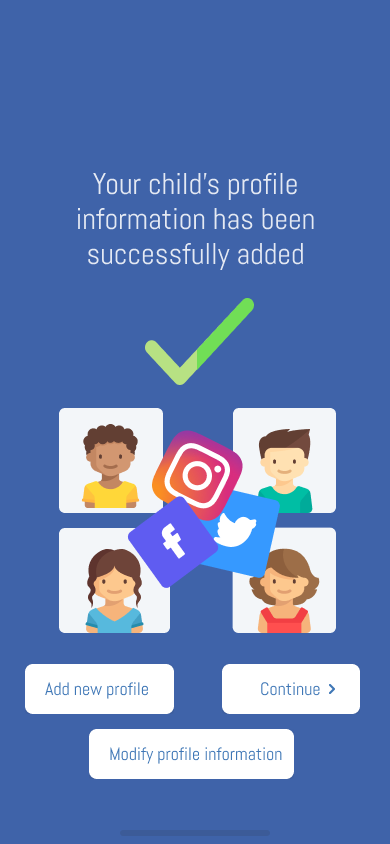 Your child's profile
information has been
successfully added
Add new profile
Continue
Modify profile information